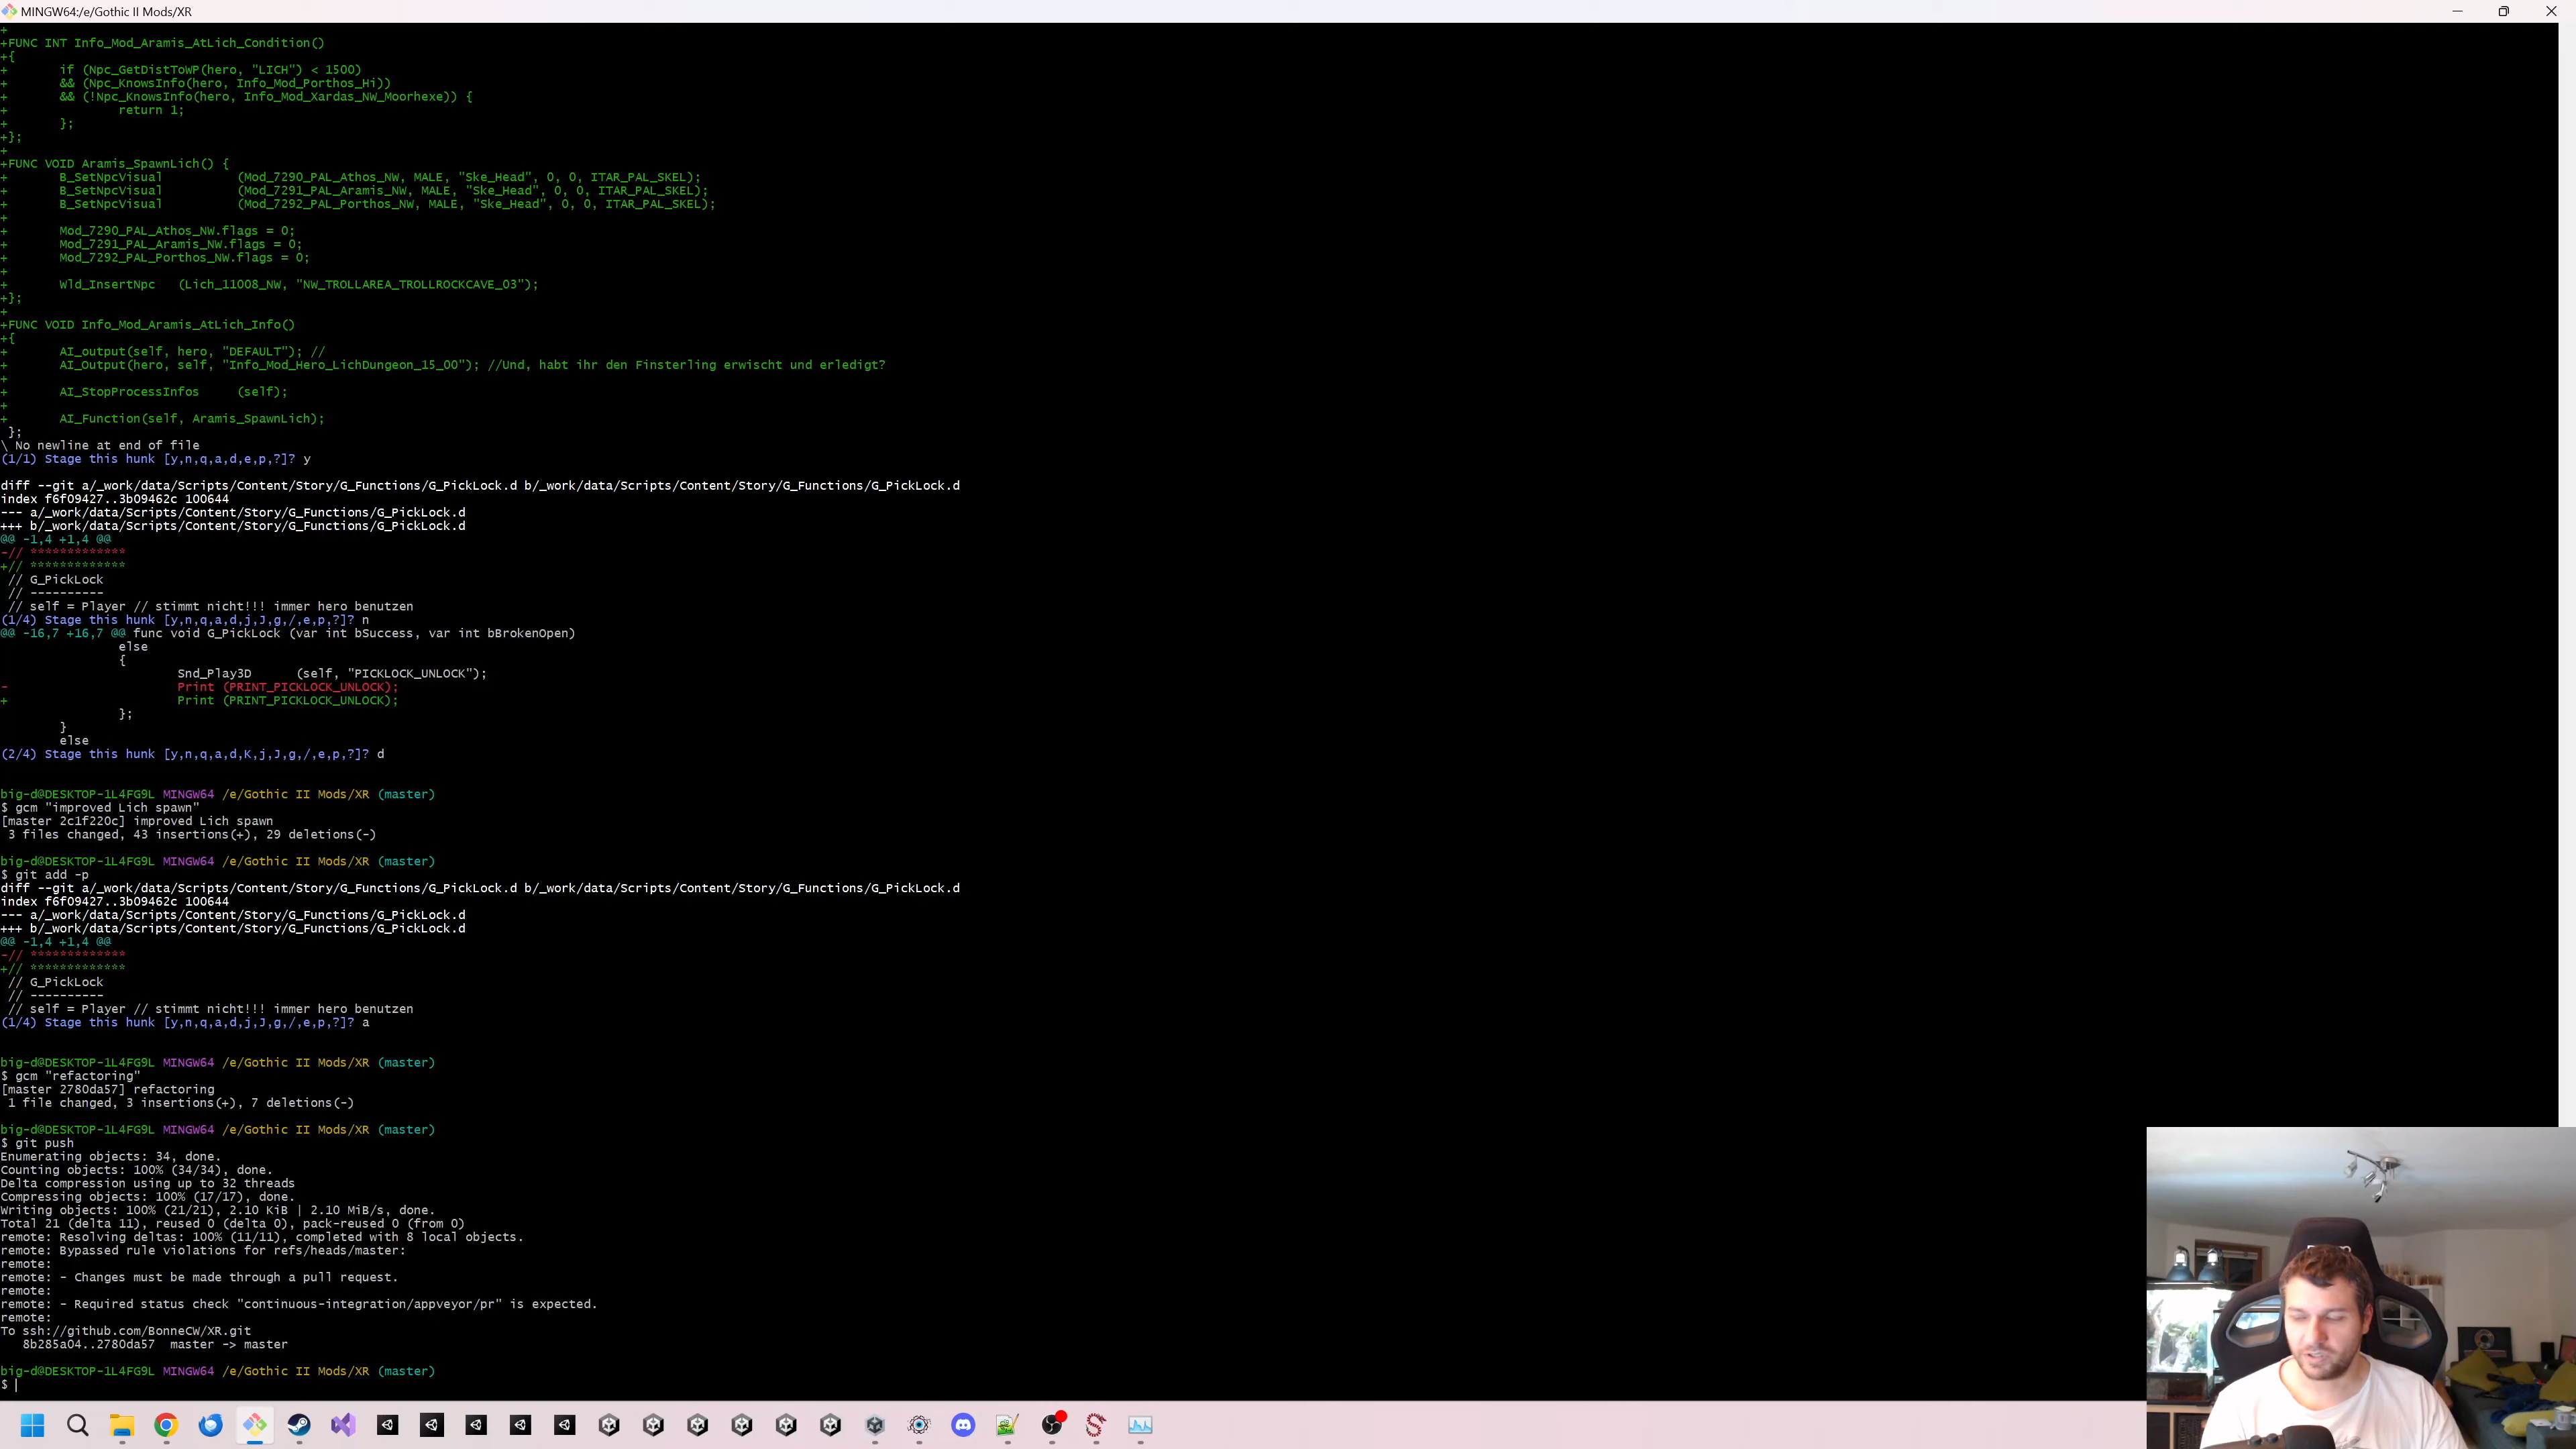 MINGW64:/e/Gothic II Mods/XR
+
+FUNC INT Info_Mod_Aramis_AtLich_Condition()
+{
+ if (Npc_GetDistToWP(hero, "LICH") < 1500)
+ && (Npc_KnowsInfo(hero, Info_Mod_Porthos_Hi))
+ && (!Npc_KnowsInfo(hero, Info_Mod_Xardas_NW_Moorhexe)) {
+ return 1;
+ };
+};
+
+FUNC VOID Aramis_SpawnLich() {
+ B_SetNpcVisual (Mod_7290_PAL_Athos_NW, MALE, "Ske_Head", 0, 0, ITAR_PAL_SKEL);
+ B_SetNpcVisual (Mod_7291_PAL_Aramis_NW, MALE, "Ske_Head", 0, 0, ITAR_PAL_SKEL);
+ B_SetNpcVisual (Mod_7292_PAL_Porthos_NW, MALE, "Ske_Head", 0, 0, ITAR_PAL_SKEL);
+
+ Mod_7290_PAL_Athos_NW.flags = 0;
+ Mod_7291_PAL_Aramis_NW.flags = 0;
+ Mod_7292_PAL_Porthos_NW.flags = 0;
+
+ Wld_InsertNpc (Lich_11008_NW, "NW_TROLLAREA_TROLLROCKCAVE_03");
+};
+
+FUNC VOID Info_Mod_Aramis_AtLich_Info()
+{
+ AI_Output(self, hero, "DEFAULT"); //
+ AI_Output(hero, self, "Info_Mod_Hero_LichDungeon_15_00"); //Und, habt ihr den Finsterling erwischt und erledigt?
+
+ AI_StopProcessInfos (self);
+
+ AI_Function(self, Aramis_SpawnLich);
};
\ No newline at end of file
(1/1) Stage this hunk [y,n,q,a,d,e,p,?]? y
diff --git a/_work/data/Scripts/Content/Story/G_Functions/G_PickLock.d b/_work/data/Scripts/Content/Story/G_Functions/G_PickLock.d
index f6f09427..3b09462c 100644
--- a/_work/data/Scripts/Content/Story/G_Functions/G_PickLock.d
+++ b/_work/data/Scripts/Content/Story/G_Functions/G_PickLock.d
@@ -1,4 +1,4 @@
-// *************
+// *************
// G_PickLock
// ----------
// self = Player // stimmt nicht!!! immer hero benutzen
(1/4) Stage this hunk [y,n,q,a,d,j,J,g,/,e,p,?]? n
@@ -16,7 +16,7 @@ func void G_PickLock (var int bSuccess, var int bBrokenOpen)
else
{
Snd_Play3D (self, "PICKLOCK_UNLOCK");
- Print (PRINT_PICKLOCK_UNLOCK);
+ Print (PRINT_PICKLOCK_UNLOCK);
};
}
else
(2/4) Stage this hunk [y,n,q,a,d,K,j,J,g,/,e,p,?]? d
big-d@DESKTOP-1L4FG9L MINGW64 /e/Gothic II Mods/XR (master)
$ gcm "improved Lich spawn"
[master 2c1f220c] improved Lich spawn
3 files changed, 43 insertions(+), 29 deletions(-)
big-d@DESKTOP-1L4FG9L MINGW64 /e/Gothic II Mods/XR (master)
$ git add -p
diff --git a/_work/data/Scripts/Content/Story/G_Functions/G_PickLock.d b/_work/data/Scripts/Content/Story/G_Functions/G_PickLock.d
index f6f09427..3b09462c 100644
--- a/_work/data/Scripts/Content/Story/G_Functions/G_PickLock.d
+++ b/_work/data/Scripts/Content/Story/G_Functions/G_PickLock.d
@@ -1,4 +1,4 @@
-// *************
+// *************
// G_PickLock
// ----------
// self = Player // stimmt nicht!!! immer hero benutzen
(1/4) Stage this hunk [y,n,q,a,d,j,J,g,/,e,p,?]? a
big-d@DESKTOP-1L4FG9L MINGW64 /e/Gothic II Mods/XR (master)
$ gcm "refactoring"
[master 2780da57] refactoring
1 file changed, 3 insertions(+), 7 deletions(-)
big-d@DESKTOP-1L4FG9L MINGW64 /e/Gothic II Mods/XR (master)
$ git push
Enumerating objects: 34, done.
Counting objects: 100% (34/34), done.
Delta compression using up to 32 threads
Compressing objects: 100% (17/17), done.
Writing objects: 100% (21/21), 2.10 KiB | 2.10 MiB/s, done.
Total 21 (delta 11), reused 0 (delta 0), pack-reused 0 (from 0)
remote: Resolving deltas: 100% (11/11), completed with 8 local objects.
remote: Bypassed rule violations for refs/heads/master:
remote:
remote: - Changes must be made through a pull request.
remote:
remote: - Required status check "continuous-integration/appveyor/pr" is expected.
remote:
To ssh://github.com/BonneCW/XR.git
8b285a04..2780da57 master -> master
big-d@DESKTOP-1L4FG9L MINGW64 /e/Gothic II Mods/XR (master)
$